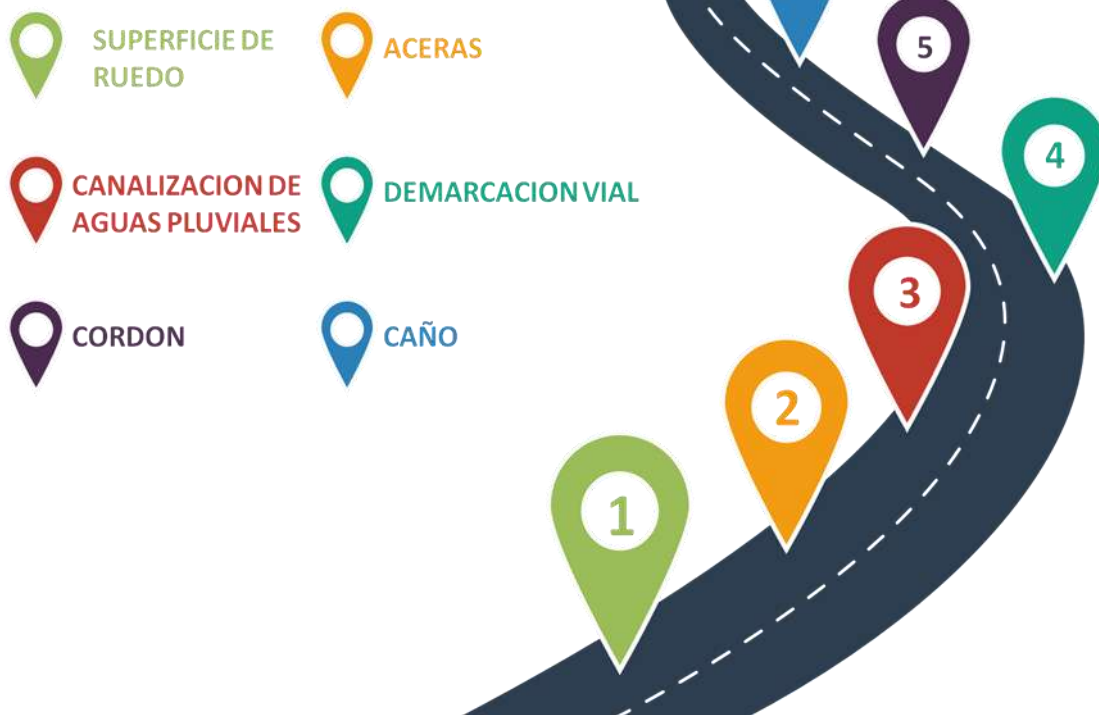 SUPERFICIE DE
RUEDO
ACERAS
CANALIZACION DE
AGUAS PLUVIALES
DEMARCACION VIAL
CORDON
CAÑO
5
4
3
2
1